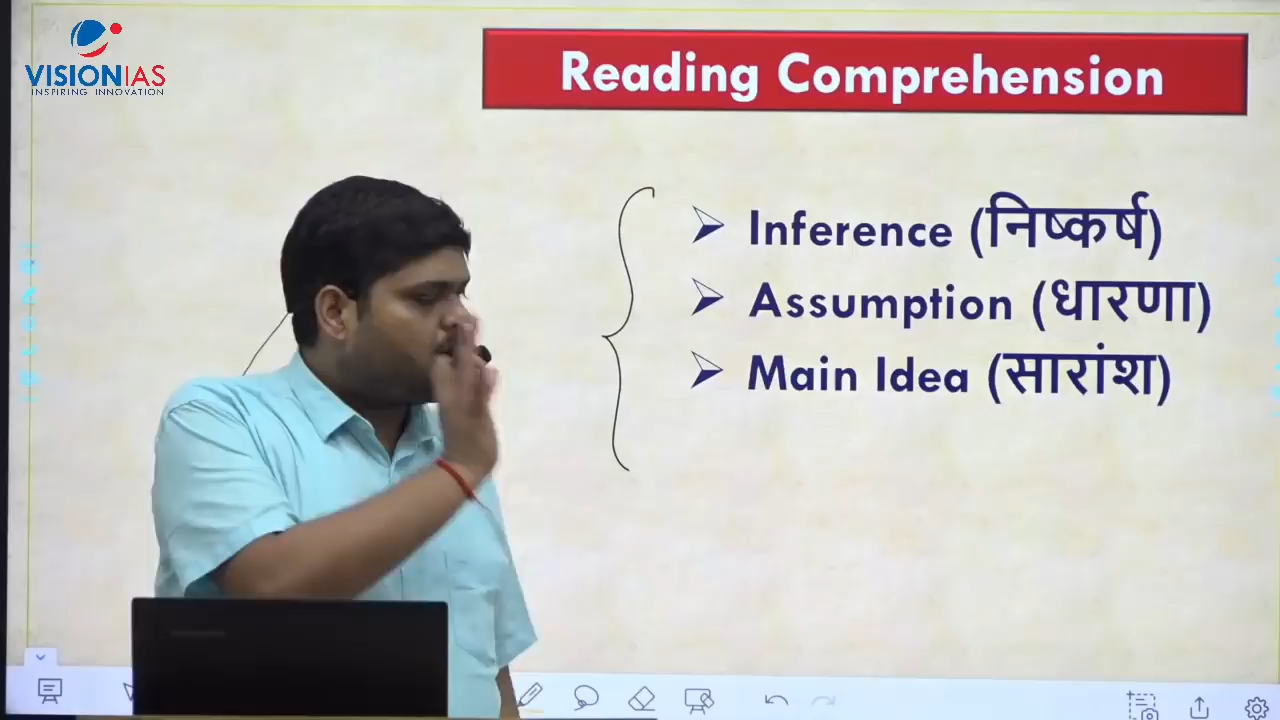 VISIONIAS
INSPIRING INNOVATION
Reading Comprehension
Inference (निष्कर्ष)
Assumption (धारणा)
Main Idea (सारांश)